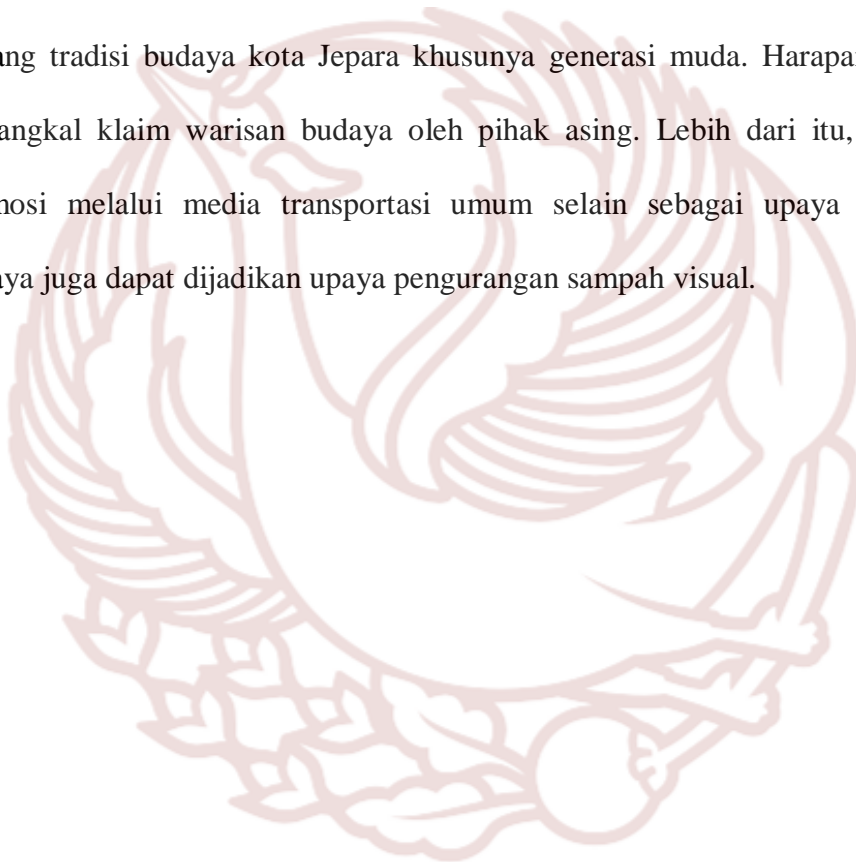 ang tradisi budaya kota Jepara khusunya generasi muda. Harapan
angkal klaim warisan budaya oleh pihak asing. Lebih dari itu,
nosi melalui media transportasi umum selain sebagai upaya
aya juga dapat dijadikan upaya pengurangan sampah visual.